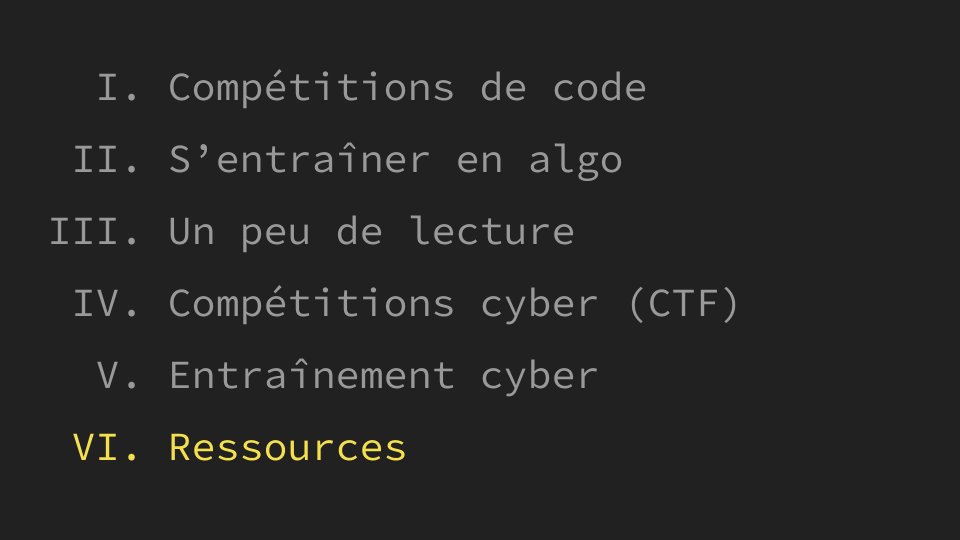 I. Compétitions de code
II. S’entraîner en algo
III. Un peu de lecture
IV. Compétitions cyber (CTF)
V. Entraînement cyber
VI. Ressources